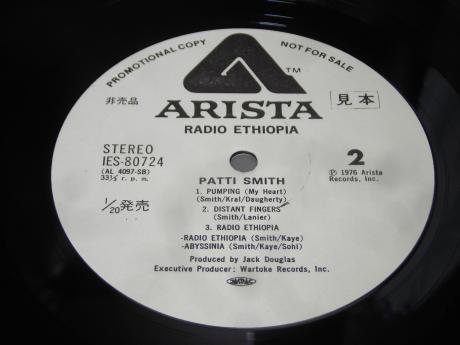 PROMOTIONAL COPY
NOT FOR SALE
TM
非売品
ARISTA
見本
RADIO ETHIOPIA
STEREO
IES-80724
(AL 4097-SB)
33⅓ r. p. m.
1/20発売
PATTI SMITH
2
℗ 1976 Arista
Records, Inc.
1. PUMPING (My Heart)
(Smith/Kral/Daugherty)
2. DISTANT FINGERS
(Smith/Lanier)
3. RADIO ETHIOPIA
-RADIO ETHIOPIA (Smith/Kaye)
-ABYSSINIA (Smith/Kaye/Sohl)
Produced by Jack Douglas
Executive Producer: Wartoke Records, Inc.